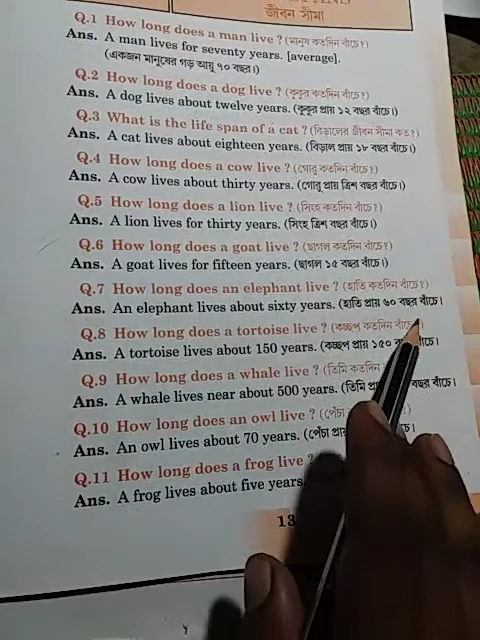 জীবন সীমা
Q.1 How long does a man live ? (মানুষ কতদিন বাঁচে?)
Ans. A man lives for seventy years. [average].
(একজন মানুষের গড় আয়ু ৭০ বছর।)
Q.2 How long does a dog live ? (কুকুর কতদিন বাঁচে?)
Ans. A dog lives about twelve years. (কুকুর প্রায় ১২ বছর বাঁচে।)
Q.3 What is the life span of a cat ? (বিড়ালের জীবন সীমা কত?)
Ans. A cat lives about eighteen years. (বিড়াল প্রায় ১৮ বছর বাঁচে।)
Q.4 How long does a cow live ? (গোরু কতদিন বাঁচে?)
Ans. A cow lives about thirty years. (গোরু প্রায় ত্রিশ বছর বাঁচে।)
Q.5 How long does a lion live ? (সিংহ কতদিন বাঁচে?)
Ans. A lion lives for thirty years. (সিংহ ত্রিশ বছর বাঁচে।)
Q.6 How long does a goat live ? (ছাগল কতদিন বাঁচে?)
Ans. A goat lives for fifteen years. (ছাগল ১৫ বছর বাঁচে।)
Q.7 How long does an elephant live ? (হাতি কতদিন বাঁচে?)
Ans. An elephant lives about sixty years. (হাতি প্রায় ৬০ বছর বাঁচে।
Q.8 How long does a tortoise live ? (কচ্ছপ কতদিন বাঁচে?)
Ans. A tortoise lives about 150 years. (কচ্ছপ প্রায় ১৫০ বাঁচে।
Q.9 How long does a whale live ? (তিমি কতদিন
Ans. A whale lives near about 500 years. (তিমি বছর বাঁচে।
Q.10 How long does an owl live ? (পেঁচা
Ans. An owl lives about 70 years. (পেঁচা
Q.11 How long does a frog live ?
Ans. A frog lives about five years.
13